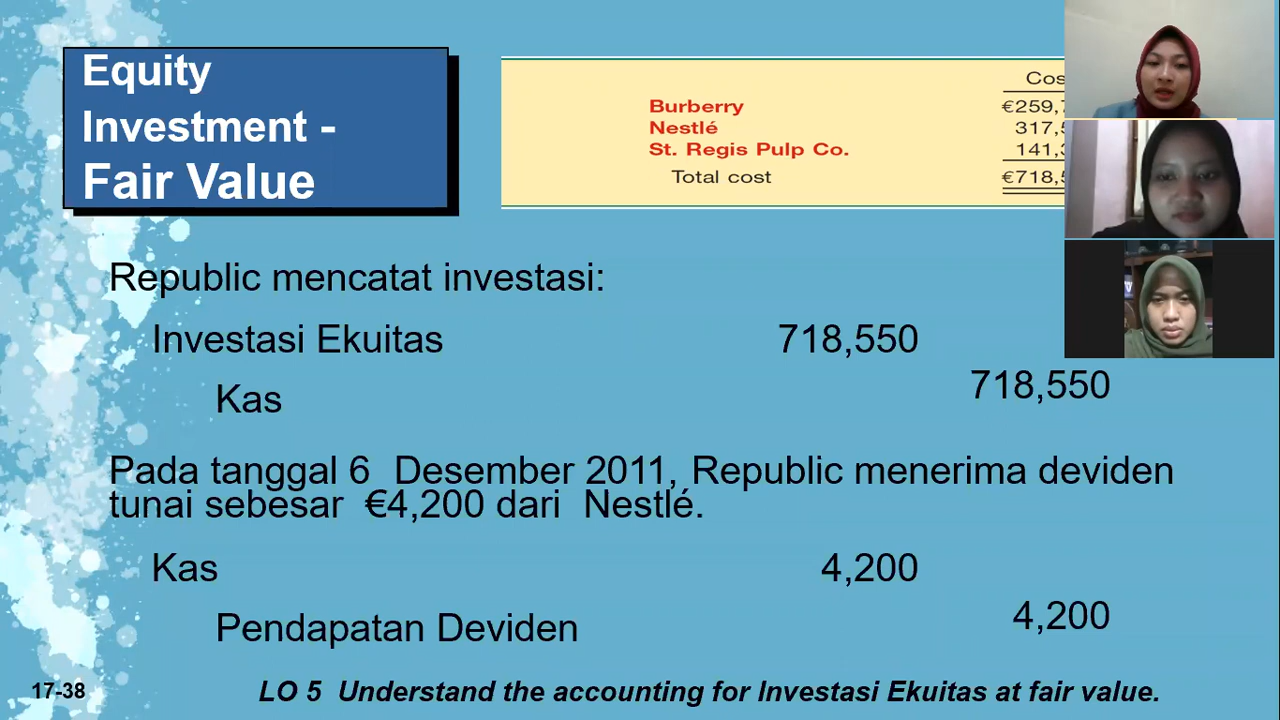 Equity
Investment -
Fair Value
Burberry €259,7
Nestlé 317,5
St. Regis Pulp Co. 141,3
Total cost €718,5
Republic mencatat investasi:
Investasi Ekuitas 718,550
Kas 718,550
Pada tanggal 6 Desember 2011, Republic menerima deviden
tunai sebesar €4,200 dari Nestlé.
Kas 4,200
Pendapatan Deviden 4,200
17-38 LO 5 Understand the accounting for Investasi Ekuitas at fair value.